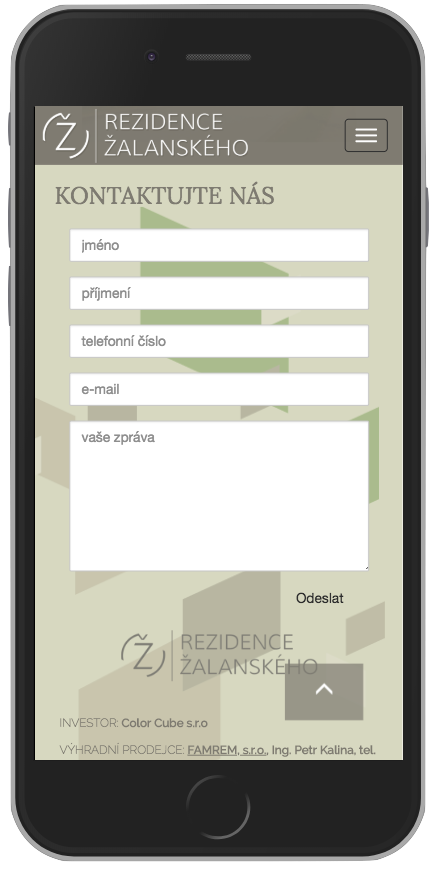 Ž REZIDENCE
ŽALANSKÉHO
KONTAKTUJTE NÁS
jméno
příjmení
telefonní číslo
e-mail
vaše zpráva
Odeslat
Ž REZIDENCE
ŽALANSKÉHO
INVESTOR: Color Cube s.r.o
VÝHRADNÍ PRODEJCE: FAMREM, s.r.o., Ing. Petr Kalina, tel.